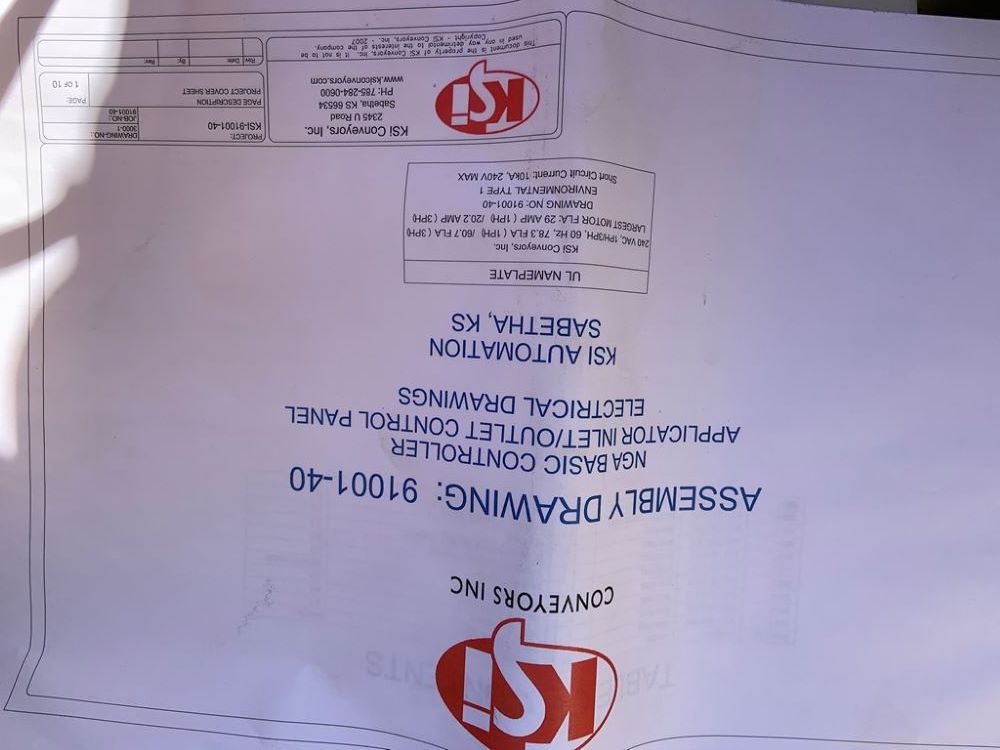 KSi
CONVEYORS INC
ASSEMBLY DRAWING: 91001-40
NGA BASIC CONTROLLER
APPLICATOR INLET/OUTLET CONTROL PANEL
ELECTRICAL DRAWINGS
KSI AUTOMATION
SABETHA, KS
UL NAMEPLATE
KSi Conveyors, Inc.
240 VAC, 1PH/3PH, 60 Hz, 78.3 FLA ( 1PH) /60.7 FLA ( 3PH)
LARGEST MOTOR FLA: 29 AMP ( 1PH) /20.2 AMP ( 3PH)
DRAWING NO: 91001-40
ENVIRONMENTAL TYPE 1
Short Circuit Current: 10kA, 240V MAX
KSi
KSi Conveyors, Inc.
2345 U Road
Sabetha, KS 66534
PH: 785-284-0600
www.ksiconveyors.com
This document is the property of KSi Conveyors, Inc. It is not to be
used in any way detrimental to the interests of the company.
Copyright - KSi Conveyors, Inc. - 2007
PROJECT:
KSI-91001-40
DRAWING-NO.:
3000-1
JOB-NO.:
91001-40
PAGE DESCRIPTION
PROJECT COVER SHEET
PAGE:
1 OF 10
Rev. Date: By: Rev: